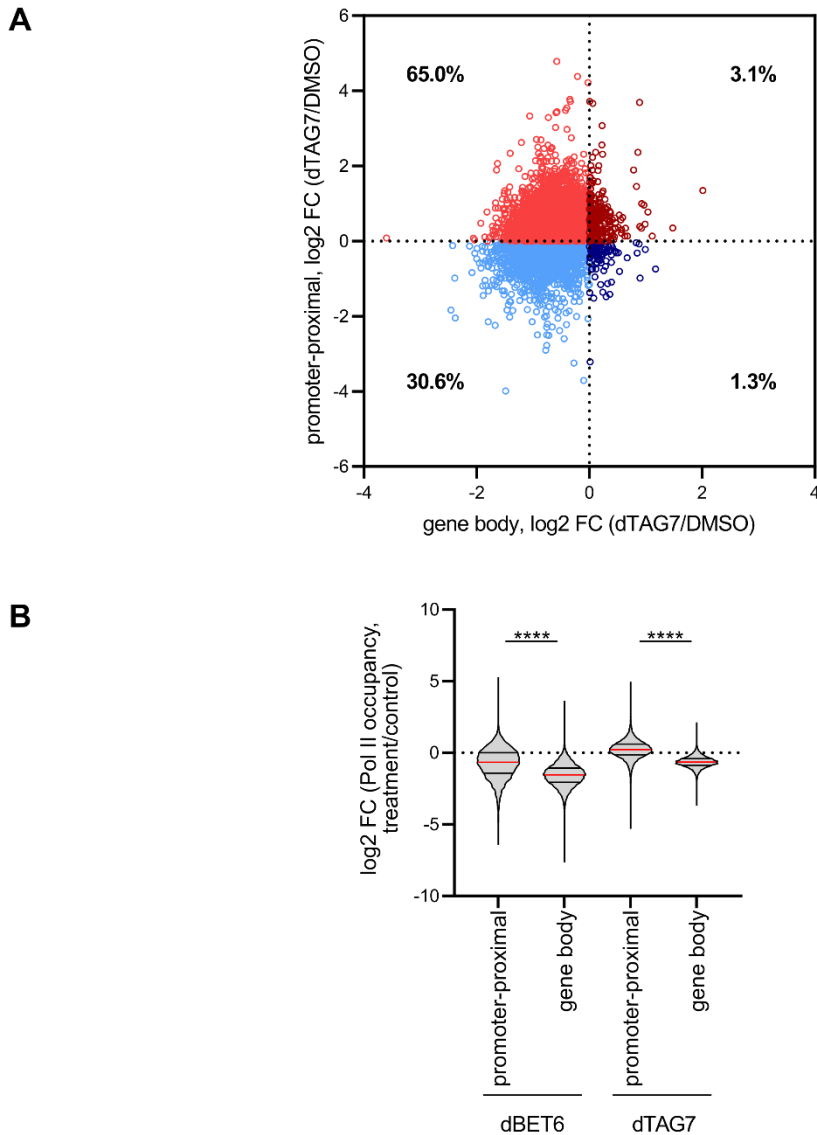 A
promoter-proximal, log2 FC (dTAG7/DMSO)
6
4
2
0
-2
-4
-6
65.0%
3.1%
30.6%
1.3%
-4
-2
0
2
4
gene body, log2 FC (dTAG7/DMSO)
B
log2 FC (Pol II occupancy,
treatment/control)
10
5
0
-5
-10
****
****
promoter-proximal
gene body
promoter-proximal
gene body
dBET6
dTAG7